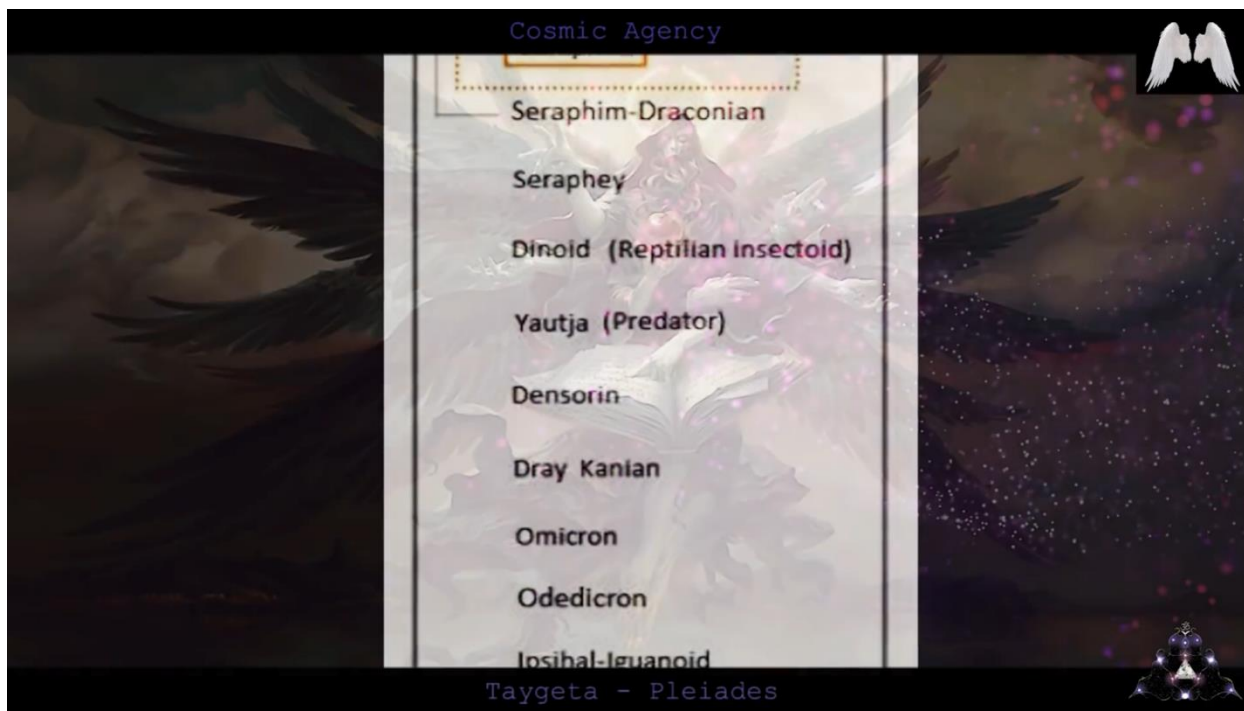 Cosmic Agency
Seraphim-Draconian
Seraphey
Dinoid (Reptilian insectoid)
Yautja (Predator)
Densorin
Dray Kanian
Omicron
Odedicron
Ipsihal-Iguanoid
Taygeta - Pleiades